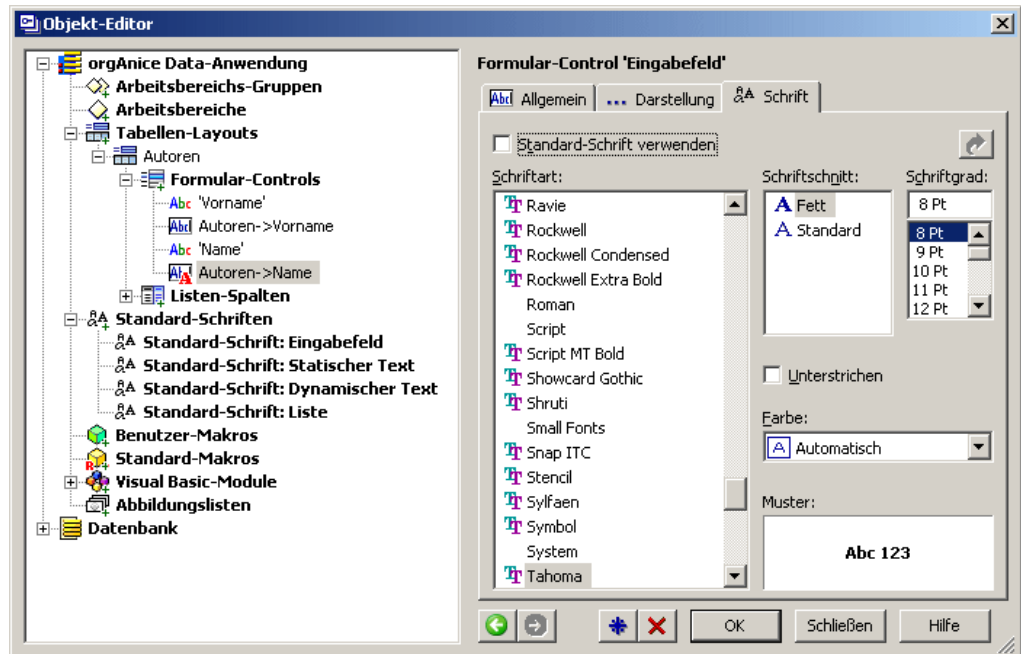 Objekt-Editor
orgAnice Data-Anwendung
Arbeitsbereichs-Gruppen
Arbeitsbereiche
Tabellen-Layouts
Autoren
Formular-Controls
Abc 'Vorname'
Abc Autoren->Vorname
Abc 'Name'
Autoren->Name
Listen-Spalten
Standard-Schriften
Standard-Schrift: Eingabefeld
Standard-Schrift: Statischer Text
Standard-Schrift: Dynamischer Text
Standard-Schrift: Liste
Benutzer-Makros
Standard-Makros
Visual Basic-Module
Abbildungslisten
Datenbank
Formular-Control 'Eingabefeld'
Allgemein
Darstellung
Schrift
Standard-Schrift verwenden
Schriftart:
Ravie
Rockwell
Rockwell Condensed
Rockwell Extra Bold
Roman
Script
Script MT Bold
Showcard Gothic
Shruti
Small Fonts
Snap ITC
Stencil
Sylfaen
Symbol
System
Tahoma
Schriftschnitt:
A Fett
A Standard
Schriftgrad:
8 Pt
8 Pt
9 Pt
10 Pt
11 Pt
12 Pt
Unterstrichen
Farbe:
A Automatisch
Muster:
Abc 123
OK
Schließen
Hilfe